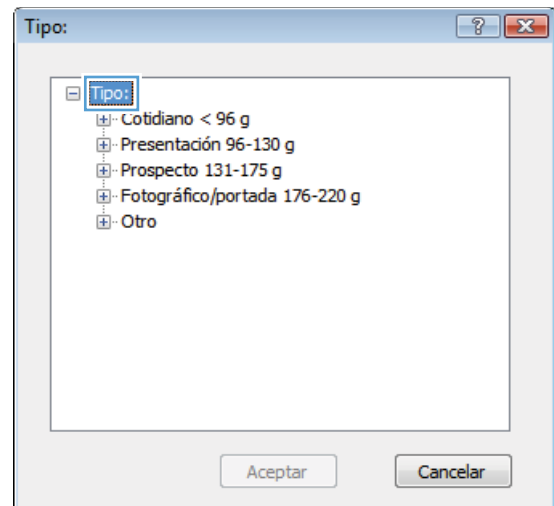 Tipo:
Tipo:
Cotidiano < 96 g
Presentación 96-130 g
Prospecto 131-175 g
Fotográfico/portada 176-220 g
Otro
Aceptar Cancelar